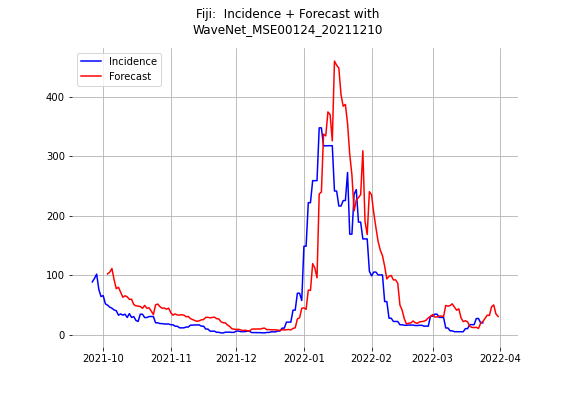 Fiji:  Incidence + Forecast with
WaveNet_MSE00124_20211210
Incidence
Forecast
400
300
200
100
0
2021-10 2021-11 2021-12 2022-01 2022-02 2022-03 2022-04